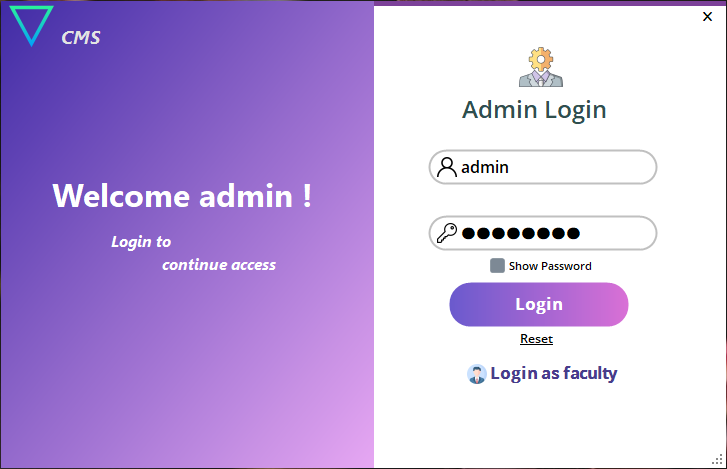 CMS
Welcome admin !
Login to
continue access
Admin Login
admin
●●●●●●●●
Show Password
Login
Reset
Login as faculty